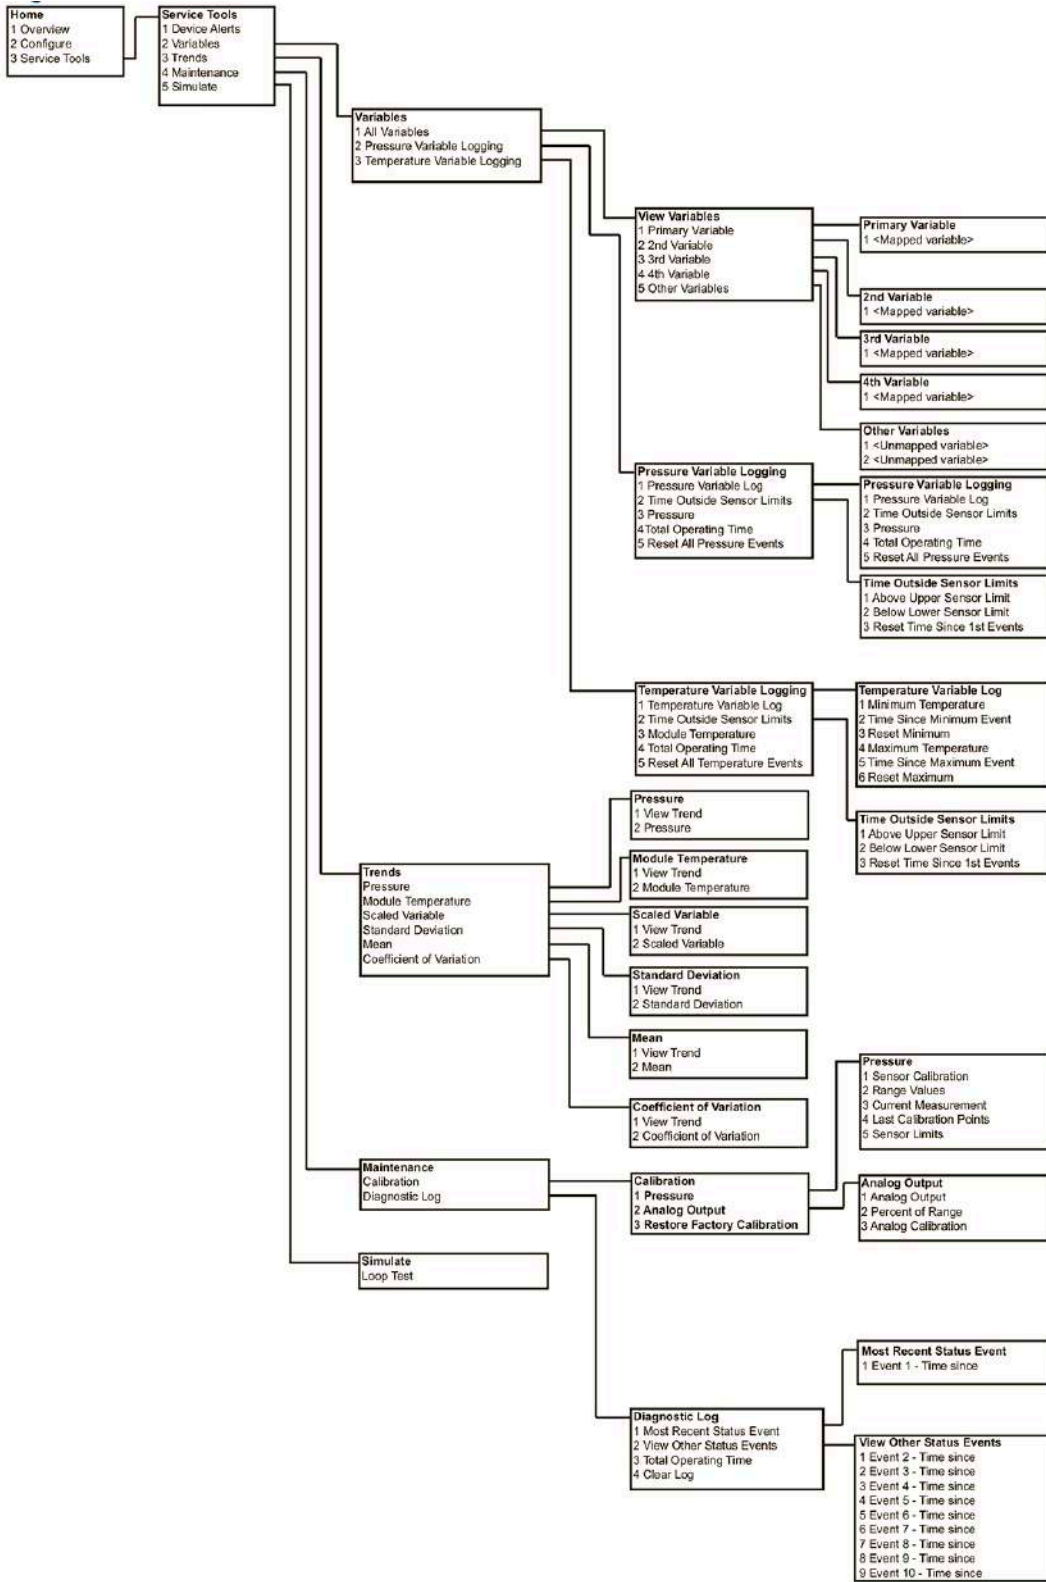 Home
1 Overview
2 Configure
3 Service Tools
Service Tools
1 Device Alerts
2 Variables
3 Trends
4 Maintenance
5 Simulate
Variables
1 All Variables
2 Pressure Variable Logging
3 Temperature Variable Logging
View Variables
1 Primary Variable
2 2nd Variable
3 3rd Variable
4 4th Variable
5 Other Variables
Primary Variable
1 <Mapped variable>
2nd Variable
1 <Mapped variable>
3rd Variable
1 <Mapped variable>
4th Variable
1 <Mapped variable>
Other Variables
1 <Unmapped variable>
2 <Unmapped variable>
Pressure Variable Logging
1 Pressure Variable Log
2 Time Outside Sensor Limits
3 Pressure
4 Total Operating Time
5 Reset All Pressure Events
Pressure Variable Logging
1 Pressure Variable Log
2 Time Outside Sensor Limits
3 Pressure
4 Total Operating Time
5 Reset All Pressure Events
Time Outside Sensor Limits
1 Above Upper Sensor Limit
2 Below Lower Sensor Limit
3 Reset Time Since 1st Events
Temperature Variable Logging
1 Temperature Variable Log
2 Time Outside Sensor Limits
3 Module Temperature
4 Total Operating Time
5 Reset All Temperature Events
Temperature Variable Log
1 Minimum Temperature
2 Time Since Minimum Event
3 Reset Minimum
4 Maximum Temperature
5 Time Since Maximum Event
6 Reset Maximum
Time Outside Sensor Limits
1 Above Upper Sensor Limit
2 Below Lower Sensor Limit
3 Reset Time Since 1st Events
Trends
Pressure
Module Temperature
Scaled Variable
Standard Deviation
Mean
Coefficient of Variation
Pressure
1 View Trend
2 Pressure
Module Temperature
1 View Trend
2 Module Temperature
Scaled Variable
1 View Trend
2 Scaled Variable
Standard Deviation
1 View Trend
2 Standard Deviation
Mean
1 View Trend
2 Mean
Coefficient of Variation
1 View Trend
2 Coefficient of Variation
Maintenance
Calibration
Diagnostic Log
Calibration
1 Pressure
2 Analog Output
3 Restore Factory Calibration
Pressure
1 Sensor Calibration
2 Range Values
3 Current Measurement
4 Last Calibration Points
5 Sensor Limits
Analog Output
1 Analog Output
2 Percent of Range
3 Analog Calibration
Simulate
Loop Test
Diagnostic Log
1 Most Recent Status Event
2 View Other Status Events
3 Total Operating Time
4 Clear Log
Most Recent Status Event
1 Event 1 - Time since
View Other Status Events
1 Event 2 - Time since
2 Event 3 - Time since
3 Event 4 - Time since
4 Event 5 - Time since
5 Event 6 - Time since
6 Event 7 - Time since
7 Event 8 - Time since
8 Event 9 - Time since
9 Event 10 - Time since